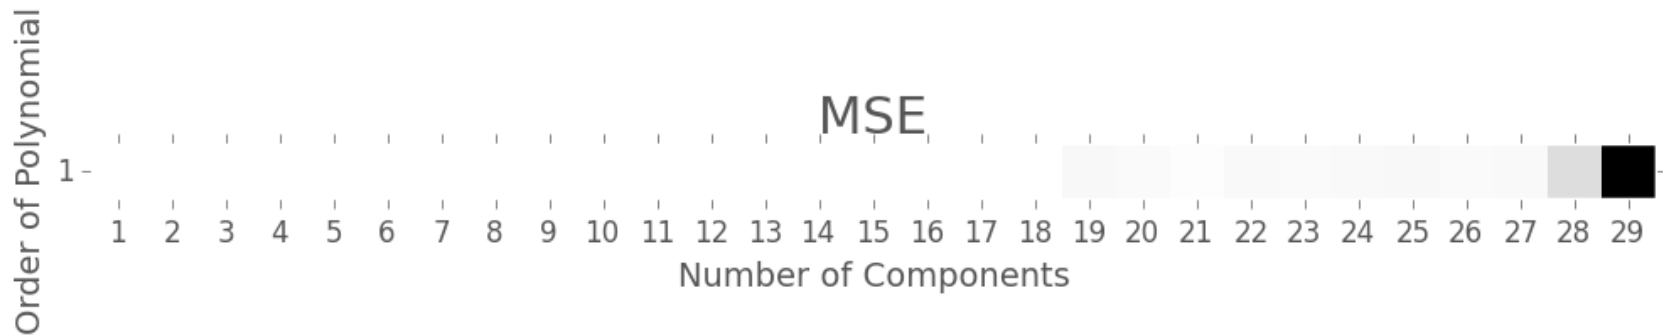 MSE
Order of Polynomial
1
1 2 3 4 5 6 7 8 9 10 11 12 13 14 15 16 17 18 19 20 21 22 23 24 25 26 27 28 29
Number of Components